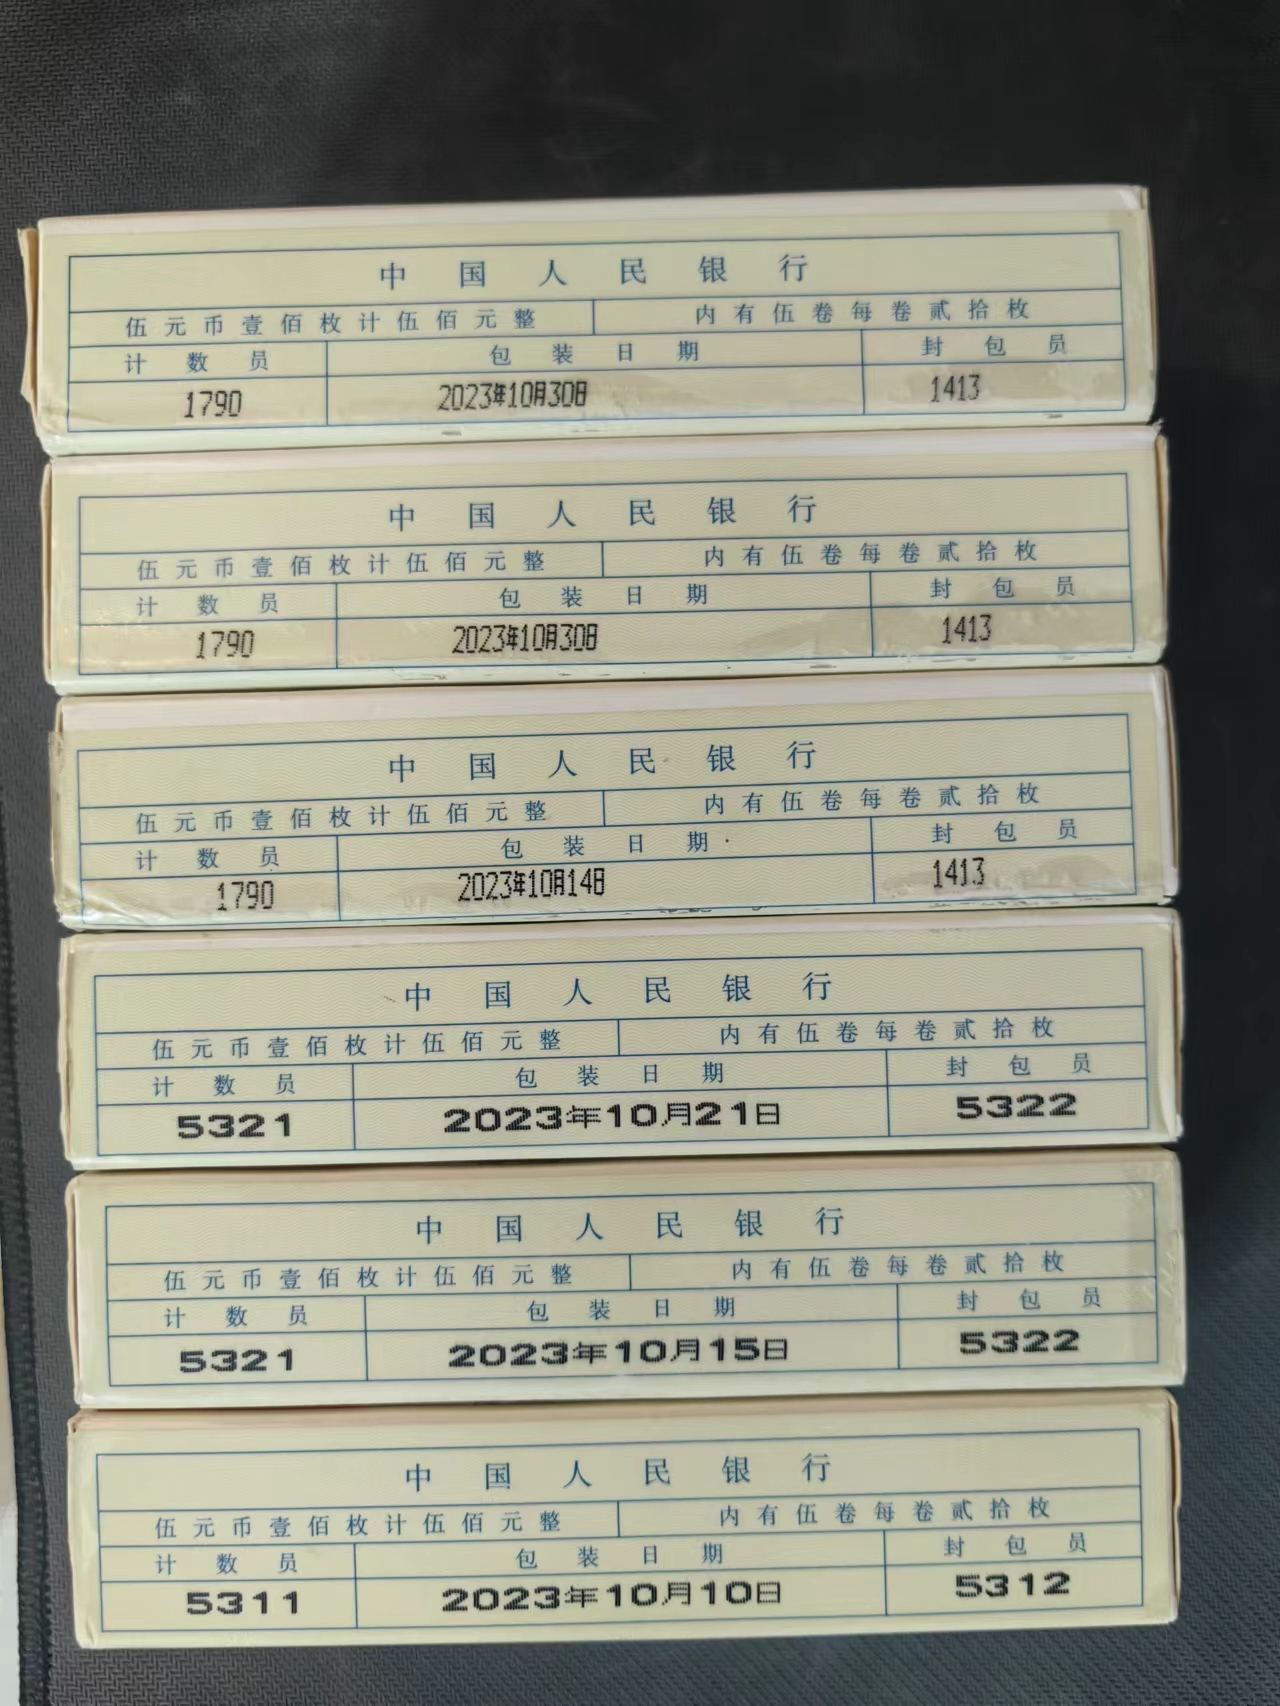 中国人民银行
伍元币壹佰枚计伍佰元整 内有伍卷每卷贰拾枚
计数员 包装日期 封包员
1790 2023年10月30日 1413
中国人民银行
伍元币壹佰枚计伍佰元整 内有伍卷每卷贰拾枚
计数员 包装日期 封包员
1790 2023年10月30日 1413
中国人民银行
伍元币壹佰枚计伍佰元整 内有伍卷每卷贰拾枚
计数员 包装日期 封包员
1790 2023年10月14日 1413
中国人民银行
伍元币壹佰枚计伍佰元整 内有伍卷每卷贰拾枚
计数员 包装日期 封包员
5321 2023年10月21日 5322
中国人民银行
伍元币壹佰枚计伍佰元整 内有伍卷每卷贰拾枚
计数员 包装日期 封包员
5321 2023年10月15日 5322
中国人民银行
伍元币壹佰枚计伍佰元整 内有伍卷每卷贰拾枚
计数员 包装日期 封包员
5311 2023年10月10日 5312